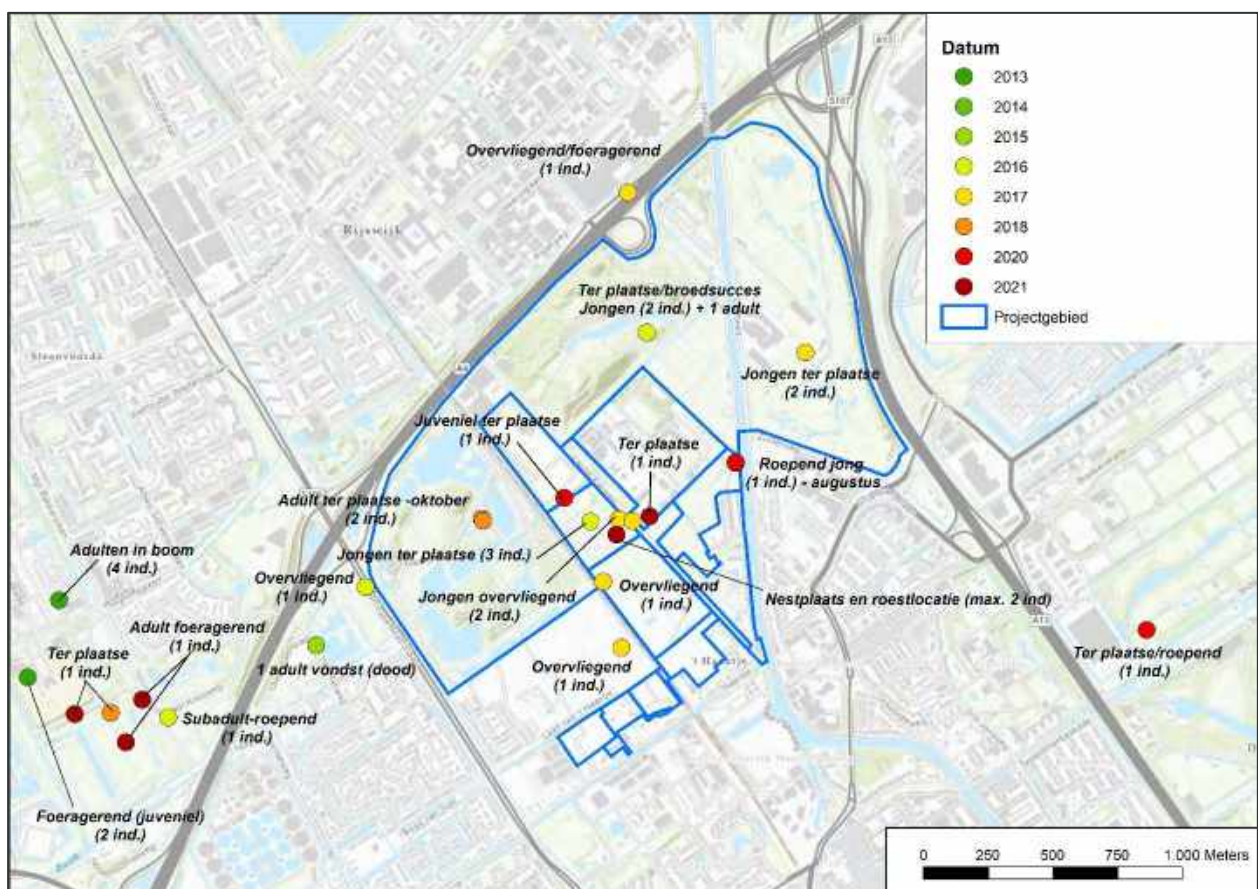 Datum
2013
2014
2015
2016
2017
2018
2020
2021
Projectgebied
A4
Overvliegend/foeragerend
(1 ind.)
Rijswijk
Ter plaatse/broedsucces
Jongen (2 ind.) + 1 adult
Steenvoorde
Jongen ter plaatse
(2 ind.)
A4
Juveniel ter plaatse
(1 ind.)
Ter plaatse
(1 ind.)
Roepend jong
(1 ind.) - augustus
Adult ter plaatse -oktober
(2 ind.)
Jongen ter plaatse (3 ind.)
Adulten in boom
(4 ind.)
Overvliegend
(1 ind.)
Jongen overvliegend
(2 ind.)
Overvliegend
(1 ind.)
Nestplaats en roestlocatie (max. 2 ind)
A13
Adult foeragerend
(1 ind.)
Ter plaatse
(1 ind.)
1 adult vondst (dood)
Overvliegend
(1 ind.)
Ter plaatse/roepend
(1 ind.)
Subadult-roepend
(1 ind.)
Foeragerend (juveniel)
(2 ind.)
0 250 500 750 1.000 Meters